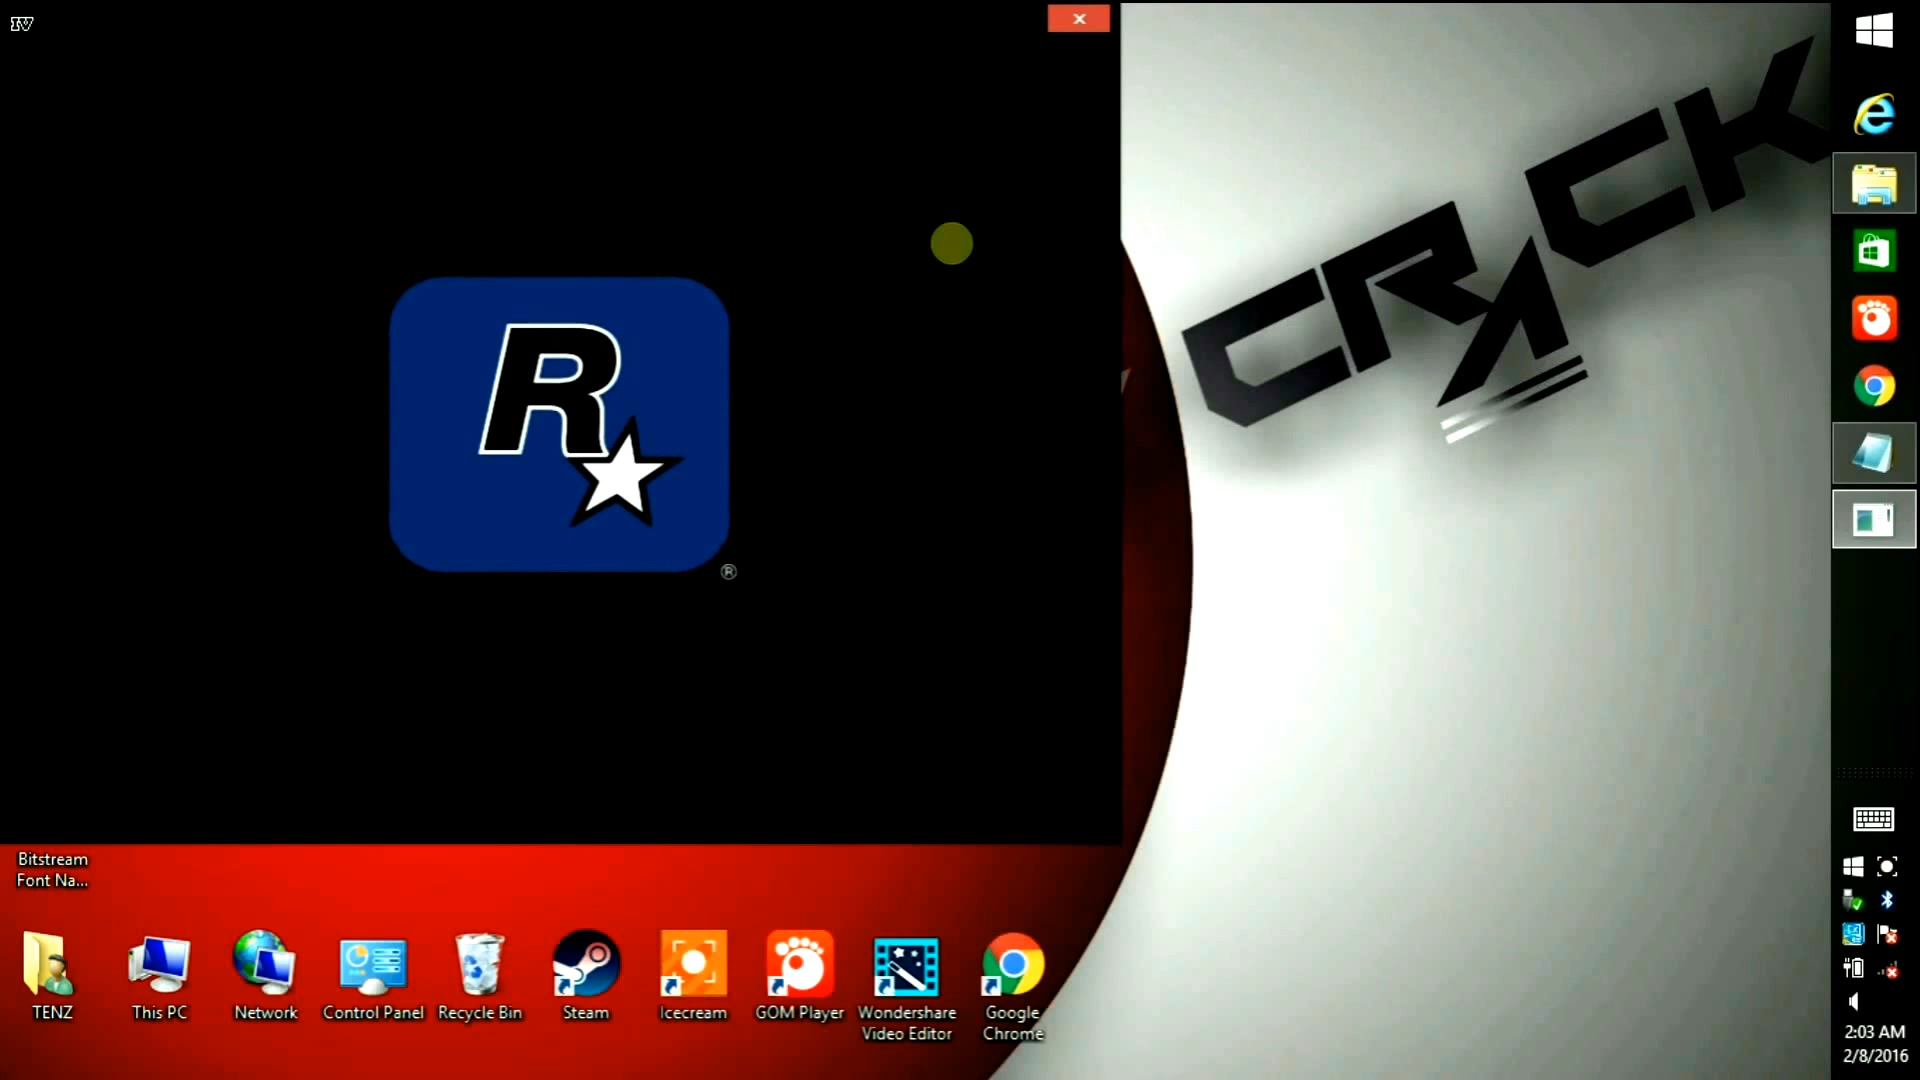 IV
CRACK
R
®
Bitstream
Font Na...
TENZ
This PC
Network
Control Panel
Recycle Bin
Steam
Icecream
GOM Player
Wondershare
Video Editor
Google
Chrome
2:03 AM
2/8/2016